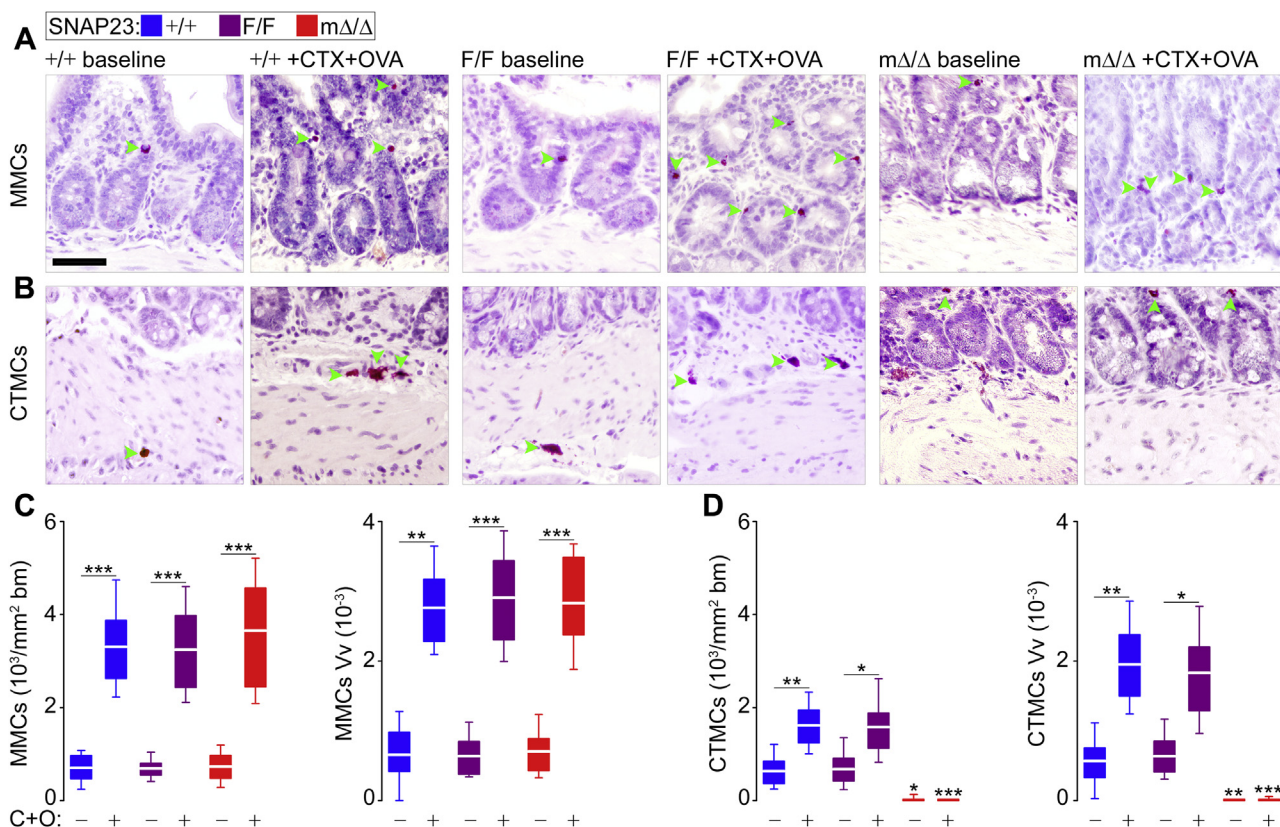 SNAP23: +/+ F/F mΔ/Δ
A
+/+ baseline
+/+ +CTX+OVA
F/F baseline
F/F +CTX+OVA
mΔ/Δ baseline
mΔ/Δ +CTX+OVA
MMCs
B
CTMCs
C
MMCs (10³/mm² bm)
6
4
2
0
***
***
***
MMCs Vv (10⁻³)
4
2
0
**
***
***
D
CTMCs (10³/mm² bm)
6
4
2
0
**
*
*
***
CTMCs Vv (10⁻³)
4
2
0
**
*
**
***
C+O: – + – + – + – + – + – + – + – + – + – + – + – +